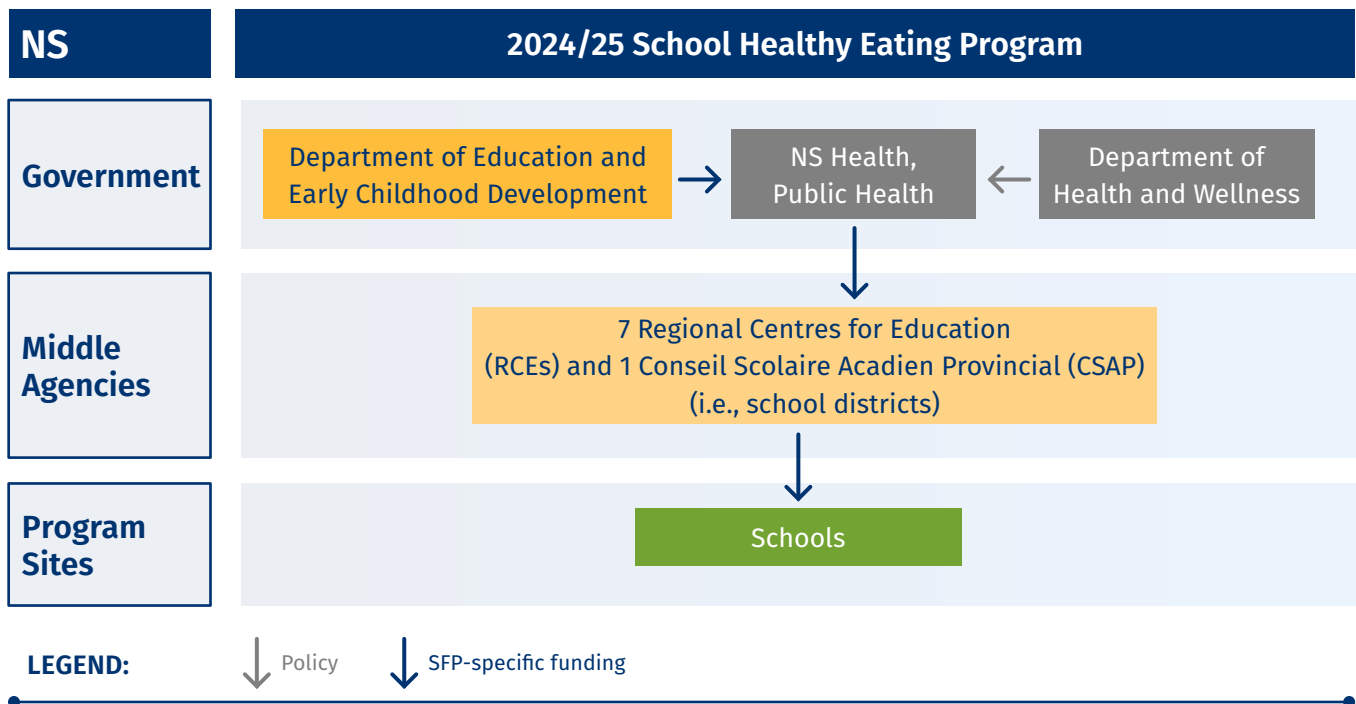 NS
2024/25 School Healthy Eating Program
Government
Department of Education and
Early Childhood Development
NS Health,
Public Health
Department of
Health and Wellness
Middle
Agencies
7 Regional Centres for Education
(RCEs) and 1 Conseil Scolaire Acadien Provincial (CSAP)
(i.e., school districts)
Program
Sites
Schools
LEGEND:
Policy
SFP-specific funding